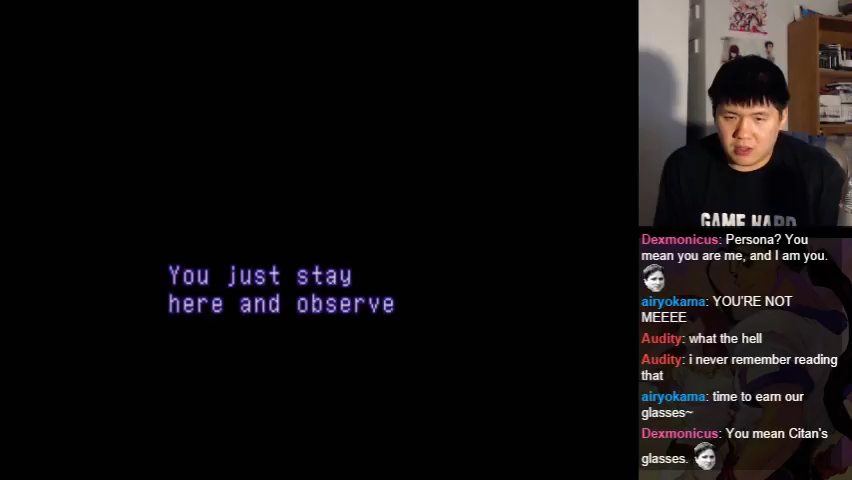 You just stay
here and observe
GAME HARD
Dexmonicus: Persona? You
mean you are me, and I am you.
airyokama: YOU'RE NOT
MEEEE
Audity: what the hell
Audity: i never remember reading
that
airyokama: time to earn our
glasses~
Dexmonicus: You mean Citan's
glasses.